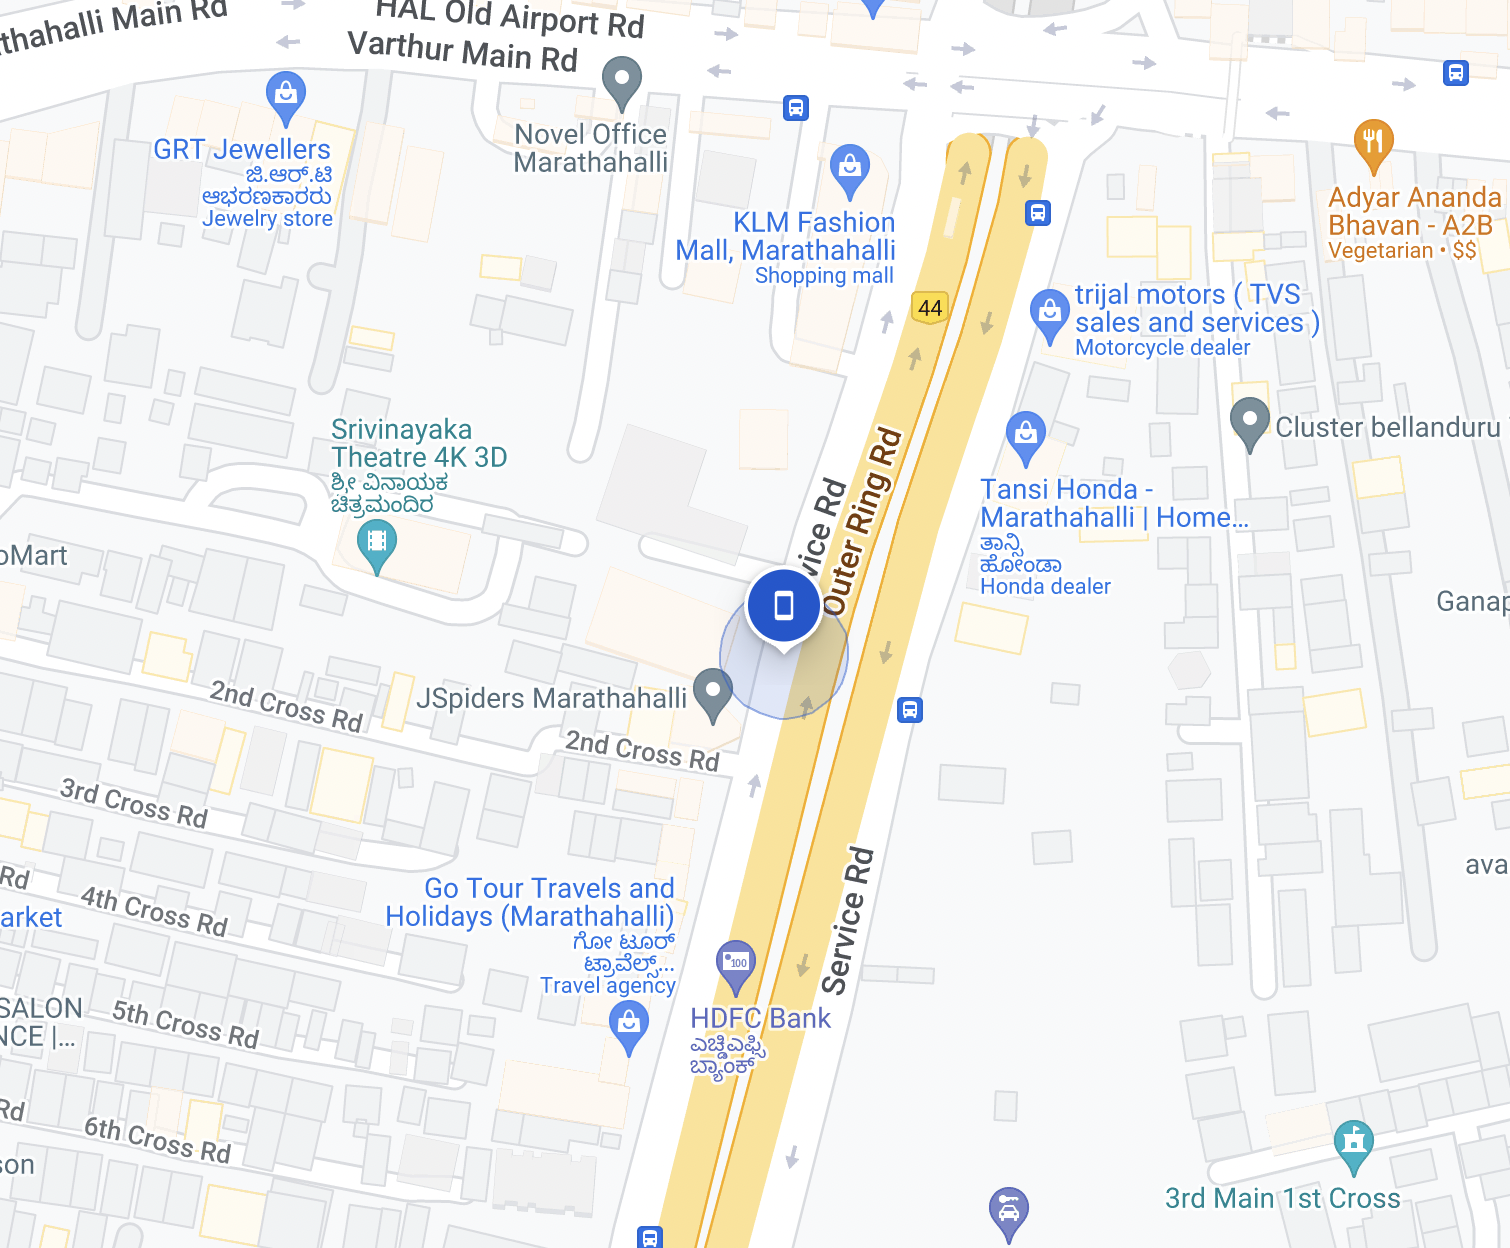 thahalli Main Rd
HAL Old Airport Rd
Varthur Main Rd
GRT Jewellers
ಜಿ.ಆರ್.ಟಿ
ಆಭರಣಕಾರರು
Jewelry store
Novel Office
Marathahalli
KLM Fashion
Mall, Marathahalli
Shopping mall
Adyar Ananda
Bhavan - A2B
Vegetarian • $$
44
trijal motors ( TVS
sales and services )
Motorcycle dealer
Srivinayaka
Theatre 4K 3D
ಶ್ರೀ ವಿನಾಯಕ
ಚಿತ್ರಮಂದಿರ
Cluster bellanduru
Tansi Honda -
Marathahalli | Home...
ತಾನ್ಸಿ
ಹೋಂಡಾ
Honda dealer
oMart
vice Rd
Outer Ring Rd
Ganap
JSpiders Marathahalli
2nd Cross Rd
2nd Cross Rd
3rd Cross Rd
Rd
4th Cross Rd
arket
Go Tour Travels and
Holidays (Marathahalli)
ಗೋ ಟೂರ್
ಟ್ರಾವೆಲ್ಸ್...
Travel agency
Service Rd
ava
HDFC Bank
ಎಚ್ಡಿಎಫ್ಸಿ
ಬ್ಯಾಂಕ್
100
SALON
NCE |...
5th Cross Rd
Rd
6th Cross Rd
son
3rd Main 1st Cross